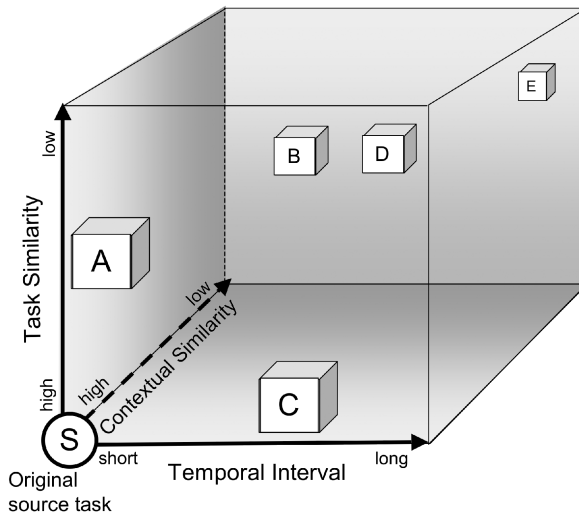 E
B
D
low
Task Similarity
A
low
Contextual Similarity
high
high
C
S
short
Temporal Interval
long
Original
source task